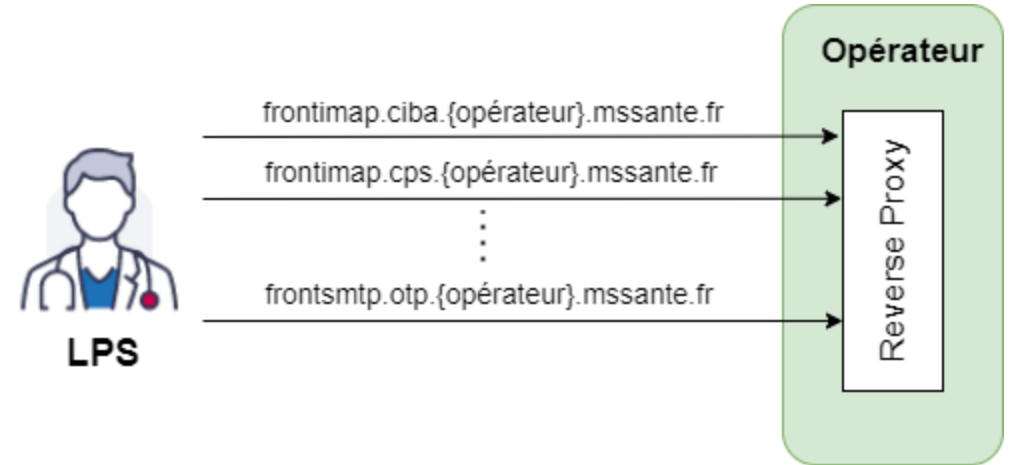 Opérateur
frontimap.ciba.{opérateur}.mssante.fr
frontimap.cps.{opérateur}.mssante.fr
frontsmtp.otp.{opérateur}.mssante.fr
Reverse Proxy
LPS